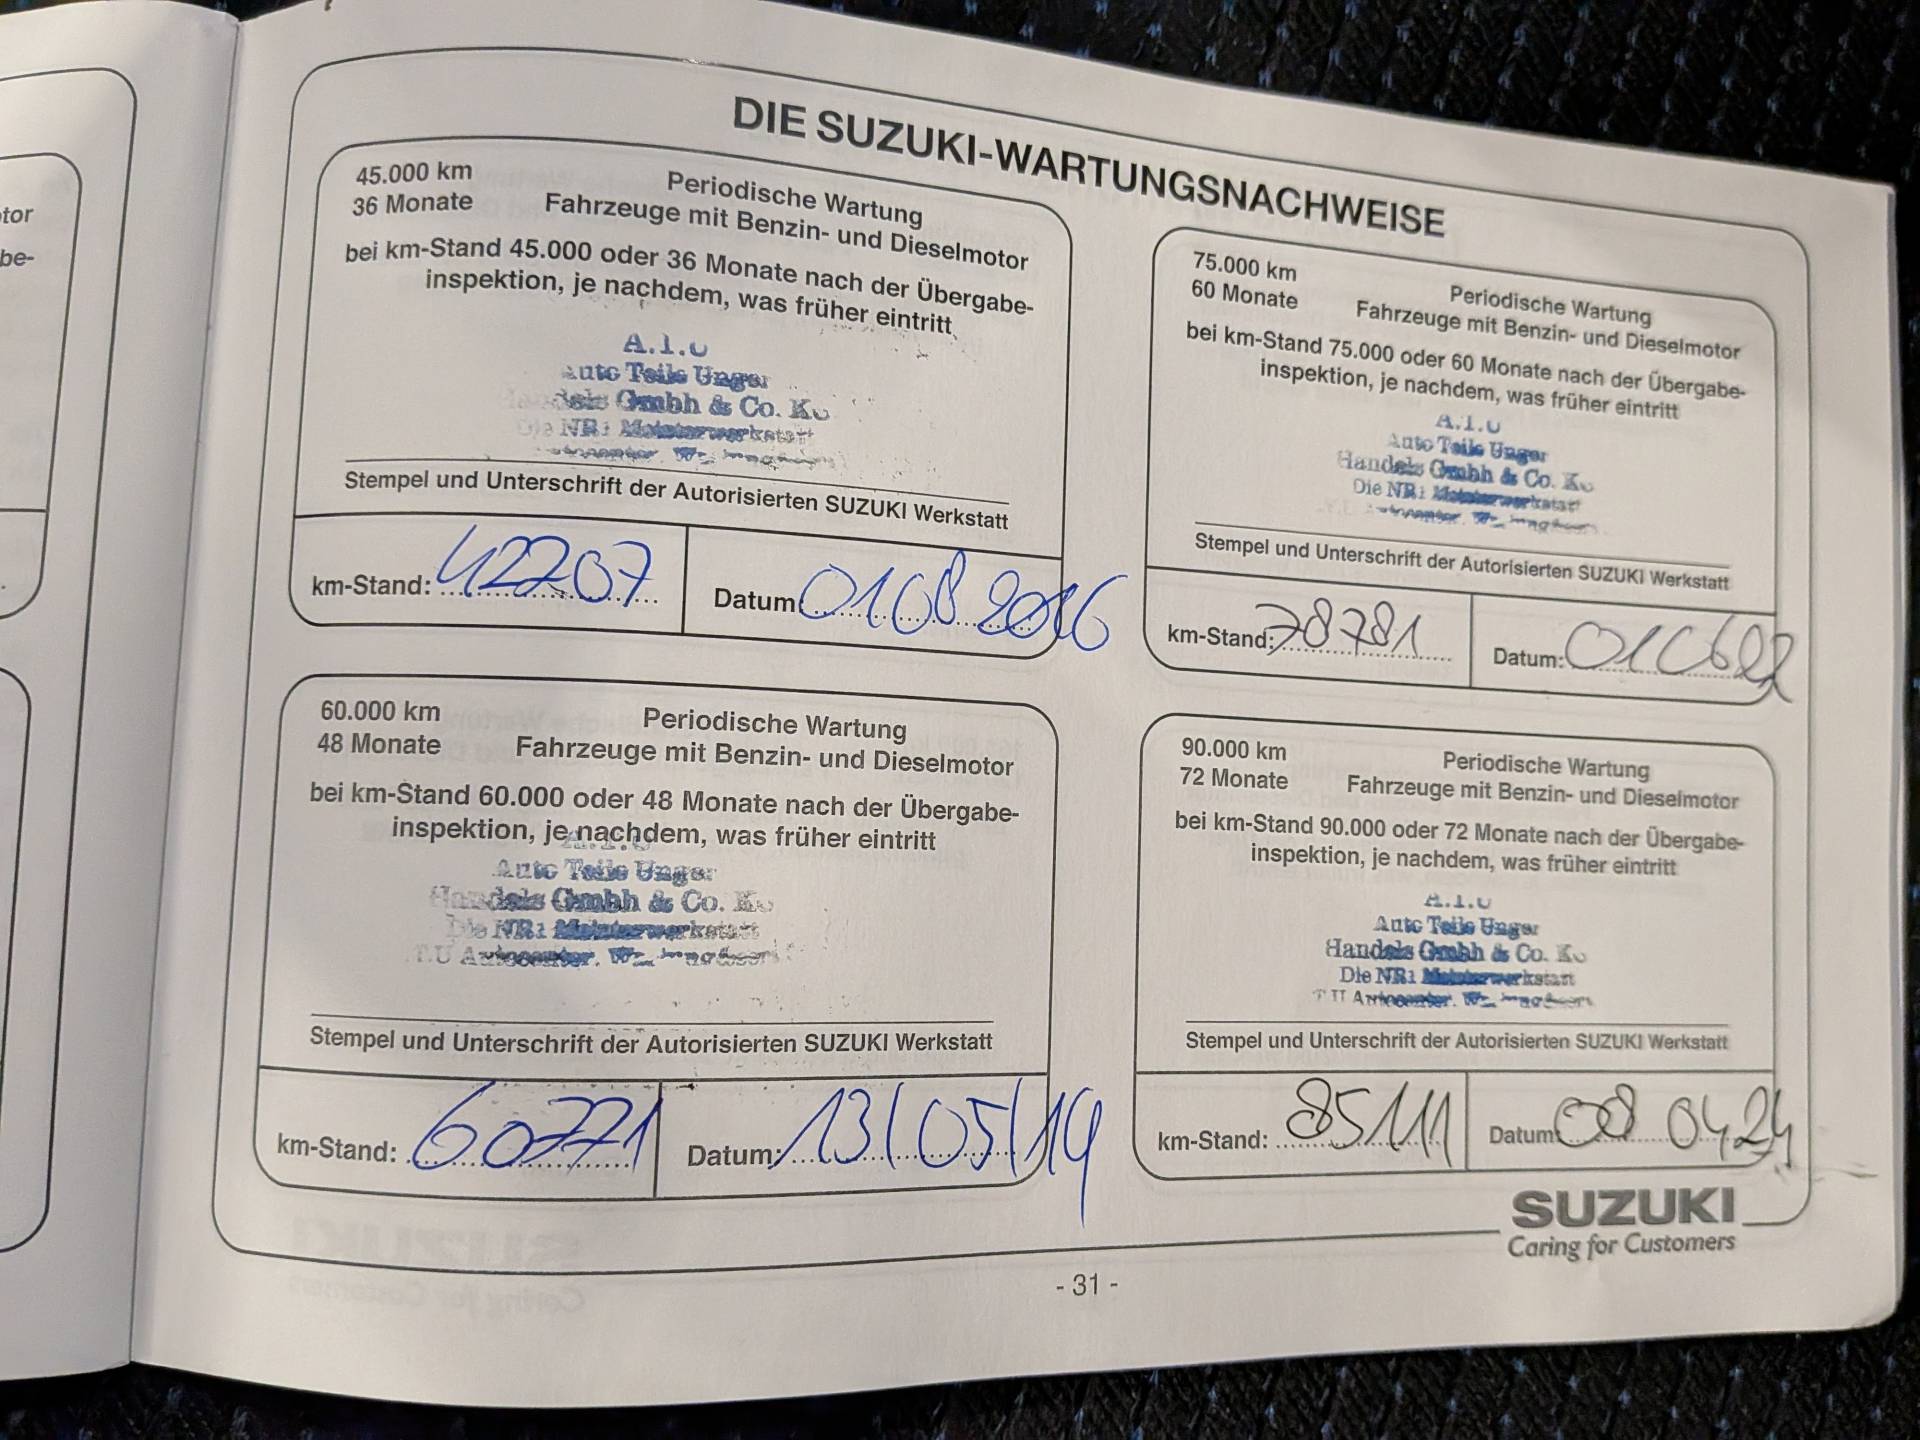 tor
be-
DIE SUZUKI-WARTUNGSNACHWEISE
45.000 km
36 Monate
Periodische Wartung
Fahrzeuge mit Benzin- und Dieselmotor
bei km-Stand 45.000 oder 36 Monate nach der Übergabe-
inspektion, je nachdem, was früher eintritt
A.T.U
Auto Teile Unger
Handels Gmbh & Co. KG
Die NR1 Meisterwerkstatt
Stempel und Unterschrift der Autorisierten SUZUKI Werkstatt
km-Stand: 42207
Datum: 01 08 2016
60.000 km
48 Monate
Periodische Wartung
Fahrzeuge mit Benzin- und Dieselmotor
bei km-Stand 60.000 oder 48 Monate nach der Übergabe-
inspektion, je nachdem, was früher eintritt
A.T.U
Auto Teile Unger
Handels Gmbh & Co. KG
Die NR1 Meisterwerkstatt
Stempel und Unterschrift der Autorisierten SUZUKI Werkstatt
km-Stand: 60771
Datum: 13/05/19
75.000 km
60 Monate
Periodische Wartung
Fahrzeuge mit Benzin- und Dieselmotor
bei km-Stand 75.000 oder 60 Monate nach der Übergabe-
inspektion, je nachdem, was früher eintritt
A.T.U
Auto Teile Unger
Handels Gmbh & Co. KG
Die NR1 Meisterwerkstatt
Stempel und Unterschrift der Autorisierten SUZUKI Werkstatt
km-Stand: 78781
Datum: 010622
90.000 km
72 Monate
Periodische Wartung
Fahrzeuge mit Benzin- und Dieselmotor
bei km-Stand 90.000 oder 72 Monate nach der Übergabe-
inspektion, je nachdem, was früher eintritt
A.T.U
Auto Teile Unger
Handels Gmbh & Co. KG
Die NR1 Meisterwerkstatt
Stempel und Unterschrift der Autorisierten SUZUKI Werkstatt
km-Stand: 85111
Datum: 08 04 24
SUZUKI
Caring for Customers
- 31 -